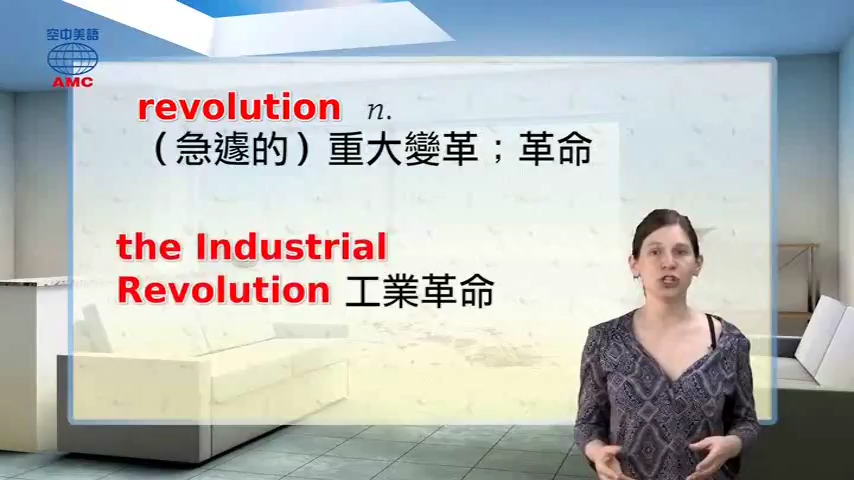 空中美語
AMC
revolution n.
（急遽的）重大變革；革命
the Industrial
Revolution 工業革命